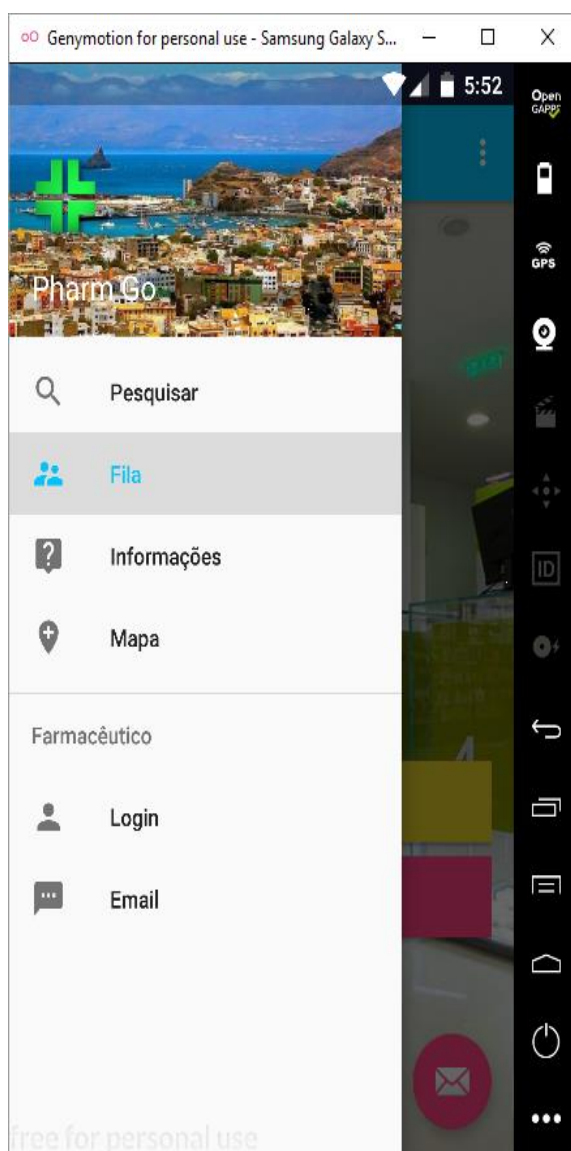 Genymotion for personal use - Samsung Galaxy S...
5:52
Open
GAPPS
GPS
Pharm Go
Pesquisar
Fila
Informações
ID
Mapa
Farmacêutico
4
Login
Email
free for personal use